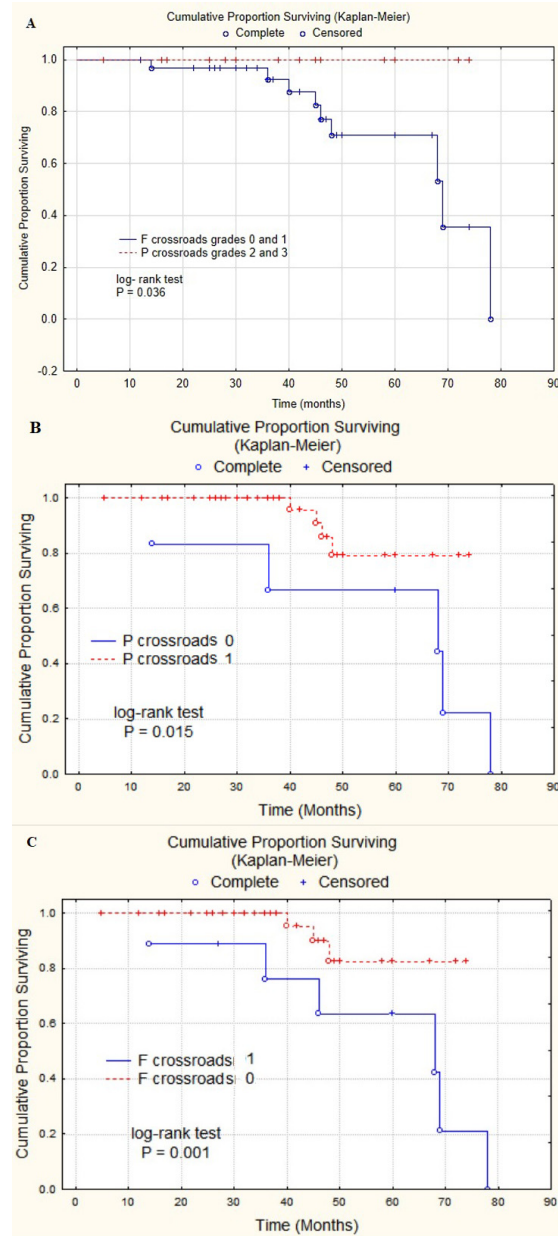 A
Cumulative Proportion Surviving (Kaplan-Meier)
Complete Censored
Cumulative Proportion Surviving
1.0
0.8
0.6
0.4
0.2
0.0
-0.2
F crossroads grades 0 and 1
P crossroads grades 2 and 3
log- rank test
P = 0.036
0 10 20 30 40 50 60 70 80 90
Time (months)
B
Cumulative Proportion Surviving
(Kaplan-Meier)
Complete Censored
Cumulative Proportion Surviving
1.0
0.8
0.6
0.4
0.2
0.0
P crossroads 0
P crossroads 1
log-rank test
P = 0.015
0 10 20 30 40 50 60 70 80 90
Time (Months)
C
Cumulative Proportion Surviving
(Kaplan-Meier)
Complete Censored
Cumulative Proportion Surviving
1.0
0.8
0.6
0.4
0.2
0.0
F crossroads 1
F crossroads 0
log-rank test
P = 0.001
0 10 20 30 40 50 60 70 80 90
Time (Months)